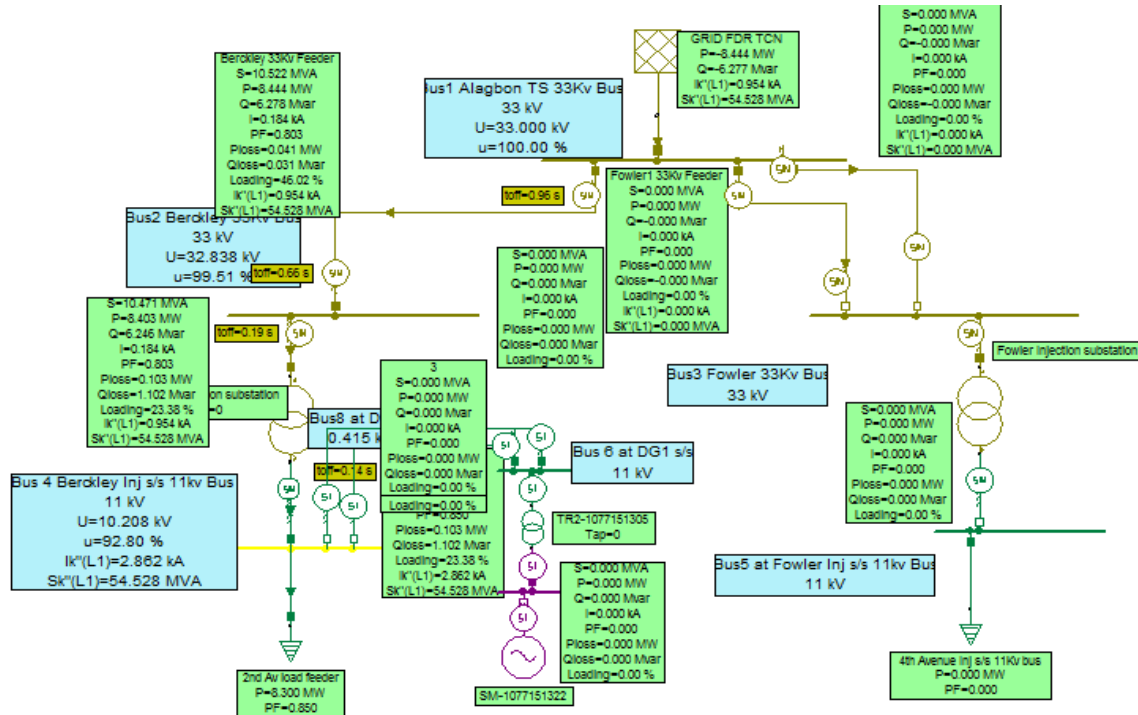 S=0.000 MVA
P=0.000 MW
Q=-0.000 Mvar
I=0.000 kA
PF=0.000
Ploss=0.000 MW
Qloss=-0.000 Mvar
Loading=0.00 %
Ik"(L1)=0.000 kA
Sk"(L1)=0.000 MVA
GRID FDR TCN
P=-8.444 MW
Q=-6.277 Mvar
Ik"(L1)=0.954 kA
Sk"(L1)=54.528 MVA
Berckley 33Kv Feeder
S=10.522 MVA
P=8.444 MW
Q=6.278 Mvar
I=0.184 kA
PF=0.803
Ploss=0.041 MW
Qloss=0.031 Mvar
Loading=46.02 %
Ik"(L1)=0.954 kA
Sk"(L1)=54.528 MVA
Bus1 Alagbon TS 33Kv Bus
33 kV
U=33.000 kV
u=100.00 %
toff=0.96 s
Fowler1 33Kv Feeder
S=0.000 MVA
P=0.000 MW
Q=-0.000 Mvar
I=0.000 kA
PF=0.000
Ploss=0.000 MW
Qloss=-0.000 Mvar
Loading=0.00 %
Ik"(L1)=0.000 kA
Sk"(L1)=0.000 MVA
Bus2 Berckley 33Kv Bus
33 kV
U=32.838 kV
u=99.51 %
toff=0.66 s
S=0.000 MVA
P=0.000 MW
Q=0.000 Mvar
I=0.000 kA
PF=0.000
Ploss=0.000 MW
Qloss=0.000 Mvar
Loading=0.00 %
S=10.471 MVA
P=8.403 MW
Q=6.246 Mvar
I=0.184 kA
PF=0.803
Ploss=0.103 MW
Qloss=1.102 Mvar
Loading=23.38 %
Ik"(L1)=0.954 kA
Sk"(L1)=54.528 MVA
toff=0.19 s
on substation
=0
Fowler Injection substation
Bus3 Fowler 33Kv Bus
33 kV
3
S=0.000 MVA
P=0.000 MW
Q=0.000 Mvar
I=0.000 kA
PF=0.000
Ploss=0.000 MW
Qloss=0.000 Mvar
Loading=0.00 %
Loading=0.00 %
PF=0.850
Ploss=0.103 MW
Qloss=1.102 Mvar
Loading=23.38 %
Ik"(L1)=2.862 kA
Sk"(L1)=54.528 MVA
Bus8 at D
0.415 k
toff=0.14 s
Bus 6 at DG1 s/s
11 kV
S=0.000 MVA
P=0.000 MW
Q=0.000 Mvar
I=0.000 kA
PF=0.000
Ploss=0.000 MW
Qloss=0.000 Mvar
Loading=0.00 %
Bus 4 Berckley Inj s/s 11kv Bus
11 kV
U=10.208 kV
u=92.80 %
Ik"(L1)=2.862 kA
Sk"(L1)=54.528 MVA
TR2-1077151305
Tap=0
Bus5 at Fowler Inj s/s 11kv Bus
11 kV
S=0.000 MVA
P=0.000 MW
Q=0.000 Mvar
I=0.000 kA
PF=0.000
Ploss=0.000 MW
Qloss=0.000 Mvar
Loading=0.00 %
2nd Av load feeder
P=8.300 MW
PF=0.850
SM-1077151322
4th Avenue Inj s/s 11Kv bus
P=0.000 MW
PF=0.000